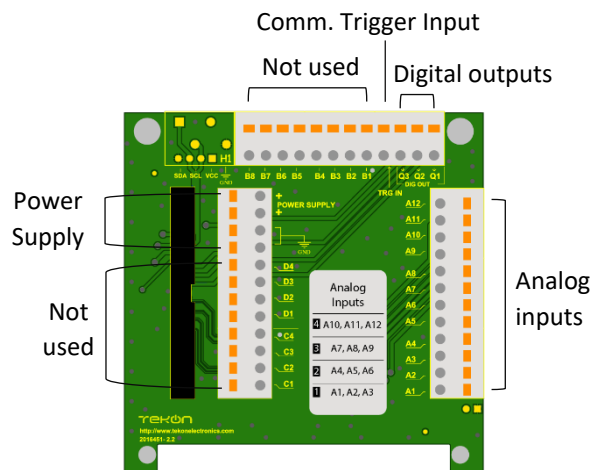 Comm. Trigger Input
Not used
Digital outputs
H1
SDA SCL VCC
GND
B8 B7 B6 B5 B4 B3 B2 B1
Q3 Q2 Q1
DIG OUT
TRG IN
Power
Supply
+
POWER SUPPLY
+
GND
Not
used
D4
D3
D2
D1
C4
C3
C2
C1
Analog
Inputs
4 A10, A11, A12
3 A7, A8, A9
2 A4, A5, A6
1 A1, A2, A3
A12
A11
A10
A9
A8
A7
A6
A5
A4
A3
A2
A1
Analog
inputs
TEKON
http://www.tekonelectronics.com
2016451 - 2.2